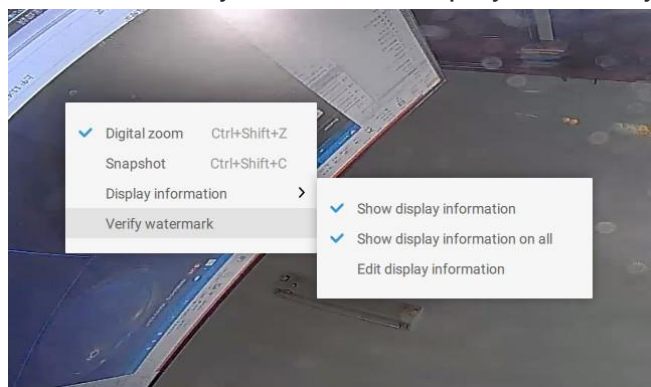 Digital zoom Ctrl+Shift+Z
Snapshot Ctrl+Shift+C
Display information
Verify watermark
Show display information
Show display information on all
Edit display information